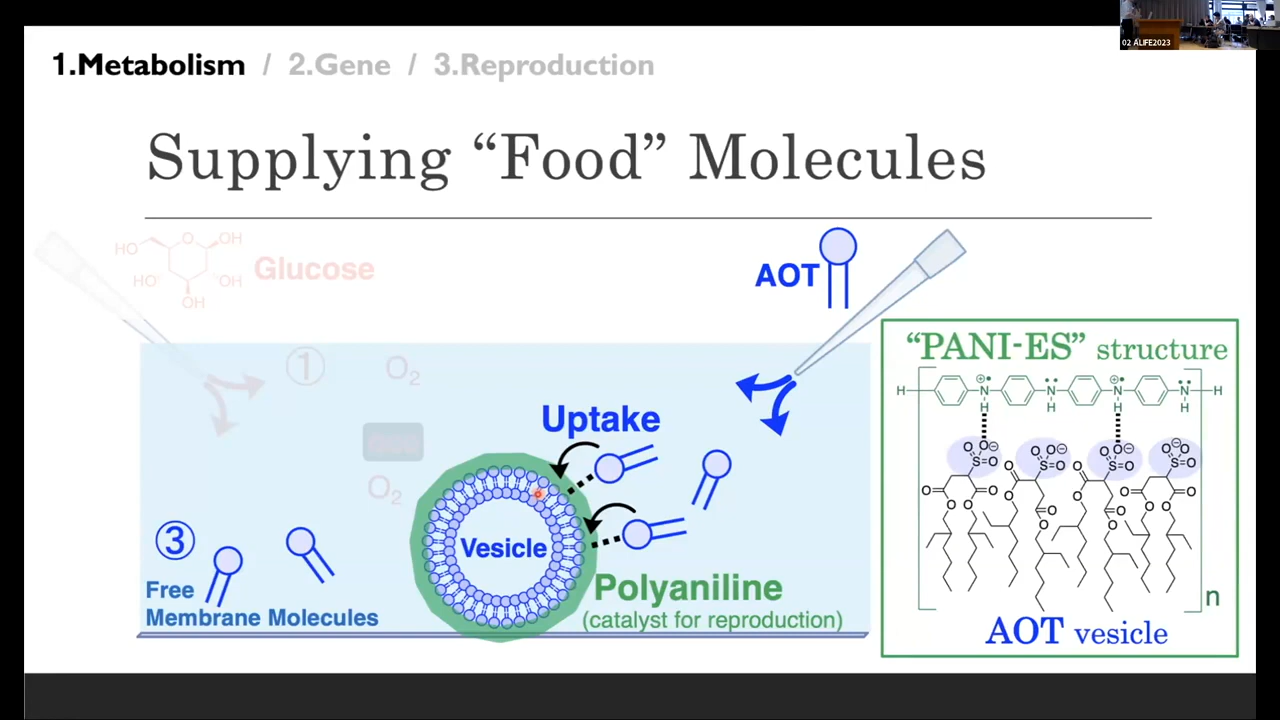 02 ALIFE2023
1.Metabolism / 2.Gene / 3.Reproduction
Supplying “Food” Molecules
HO
O
OH
HO
OH
OH
Glucose
AOT
①
O2
O2
Uptake
Vesicle
③
Free
Membrane Molecules
Polyaniline
(catalyst for reproduction)
“PANI-ES” structure
H
N
H
N
H
N
H
N
H
H
n
AOT vesicle